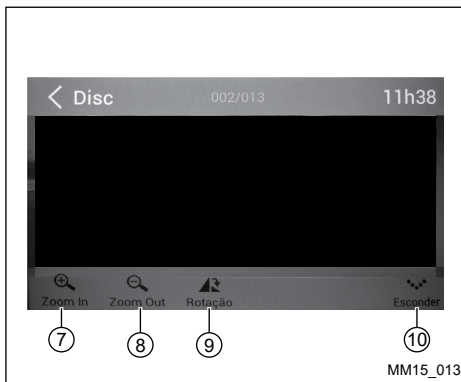 Disc 002/013 11h38
Zoom In Zoom Out Rotação Esconder
7 8 9 10
MM15_013